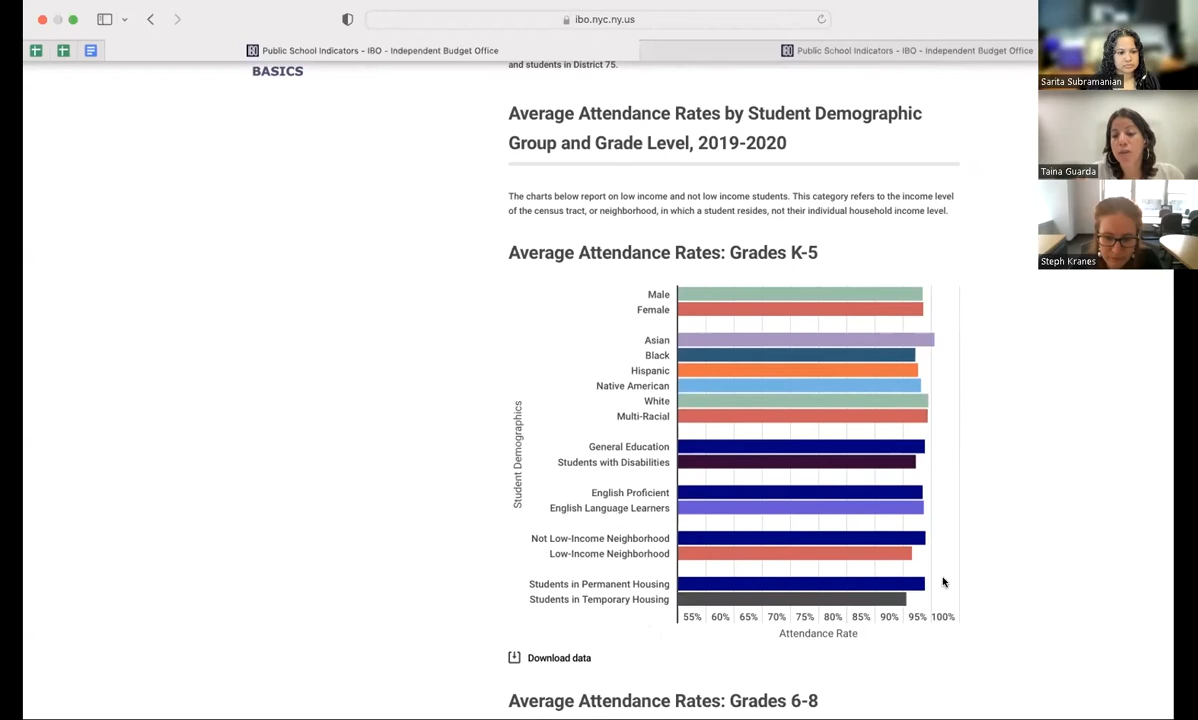 ibo.nyc.ny.us
Public School Indicators - IBO - Independent Budget Office
Public School Indicators - IBO - Independent Budget Office
BASICS
and students in District 75.
Average Attendance Rates by Student Demographic
Group and Grade Level, 2019-2020
The charts below report on low income and not low income students. This category refers to the income level
of the census tract, or neighborhood, in which a student resides, not their individual household income level.
Average Attendance Rates: Grades K-5
Male
Female
Asian
Black
Hispanic
Native American
White
Multi-Racial
General Education
Students with Disabilities
English Proficient
English Language Learners
Not Low-Income Neighborhood
Low-Income Neighborhood
Students in Permanent Housing
Students in Temporary Housing
Student Demographics
55% 60% 65% 70% 75% 80% 85% 90% 95% 100%
Attendance Rate
Download data
Average Attendance Rates: Grades 6-8
Sarita Subramanian
Taina Guarda
Steph Kranes